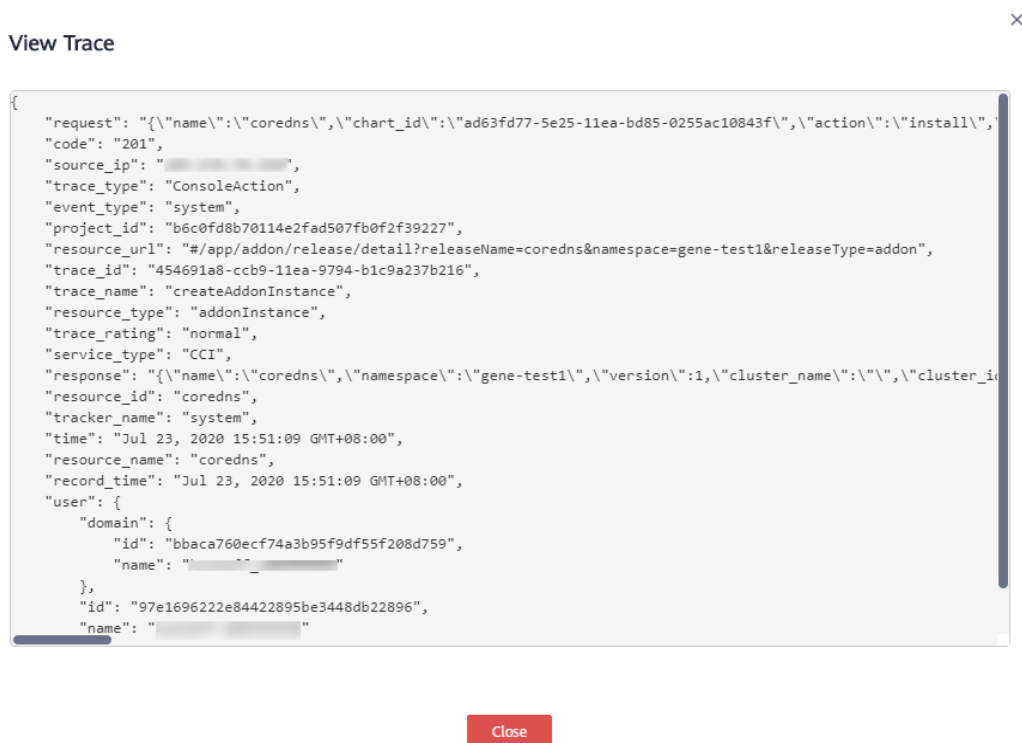 View Trace
{
"request": "{\"name\":\"coredns\",\"chart_id\":\"ad63fd77-5e25-11ea-bd85-0255ac10843f\",\"action\":\"install\",
"code": "201",
"source_ip": " ",
"trace_type": "ConsoleAction",
"event_type": "system",
"project_id": "b6c0fd8b70114e2fad507fb0f2f39227",
"resource_url": "#/app/addon/release/detail?releaseName=coredns&namespace=gene-test1&releaseType=addon",
"trace_id": "454691a8-ccb9-11ea-9794-b1c9a237b216",
"trace_name": "createAddonInstance",
"resource_type": "addonInstance",
"trace_rating": "normal",
"service_type": "CCI",
"response": "{\"name\":\"coredns\",\"namespace\":\"gene-test1\",\"version\":1,\"cluster_name\":\"\",\"cluster_i
"resource_id": "coredns",
"tracker_name": "system",
"time": "Jul 23, 2020 15:51:09 GMT+08:00",
"resource_name": "coredns",
"record_time": "Jul 23, 2020 15:51:09 GMT+08:00",
"user": {
"domain": {
"id": "bbaca760ecf74a3b95f9df55f208d759",
"name": " "
},
"id": "97e1696222e84422895be3448db22896",
"name": " "
Close